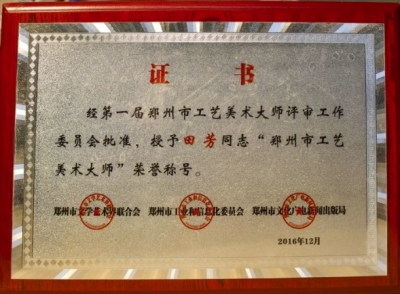 证书
经第一届郑州市工艺美术大师评审工作
委员会批准、授予田芳同志“郑州市工艺
美术大师”荣誉称号。
郑州市文学艺术界联合会 郑州市工业和信息化委员会 郑州市文化广电新闻出版局
2016年12月